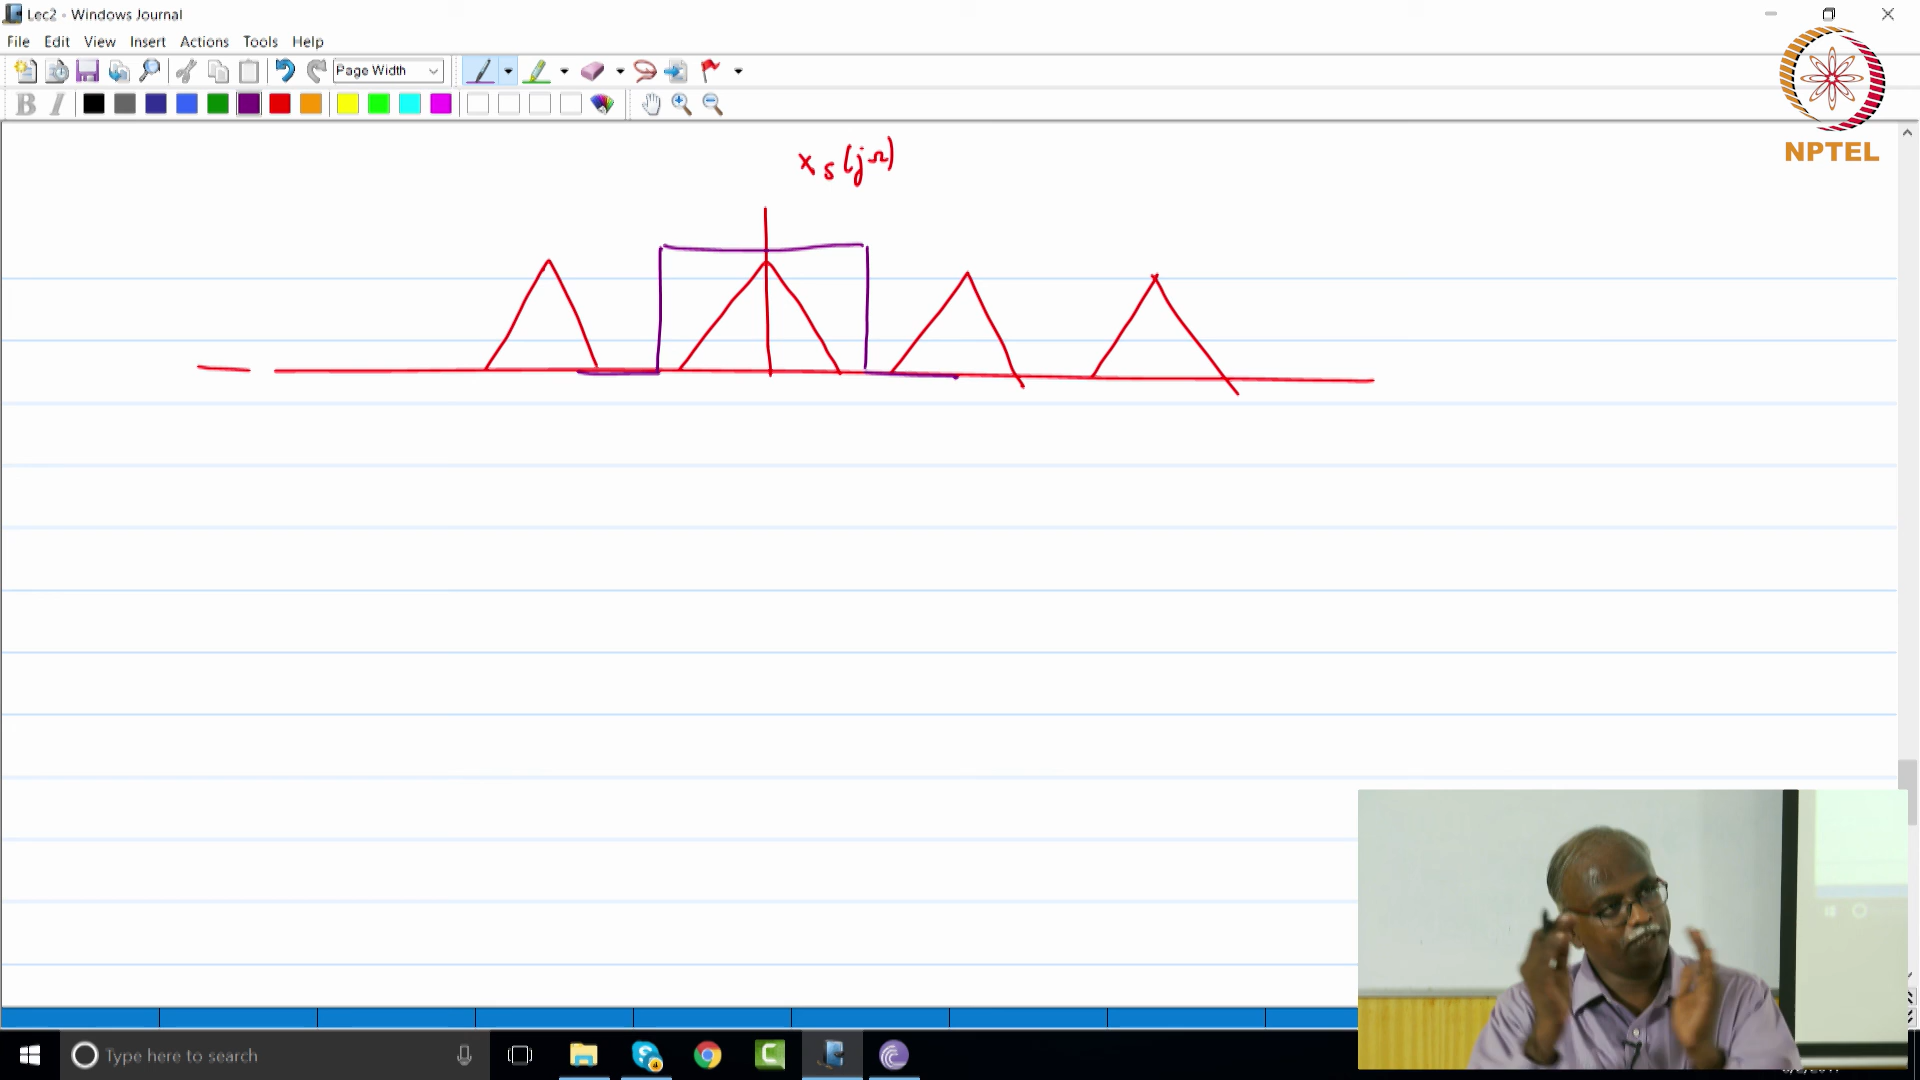 Lec2 - Windows Journal
File Edit View Insert Actions Tools Help
Page Width
B I
NPTEL
Xs(jΩ)
4
Type here to search